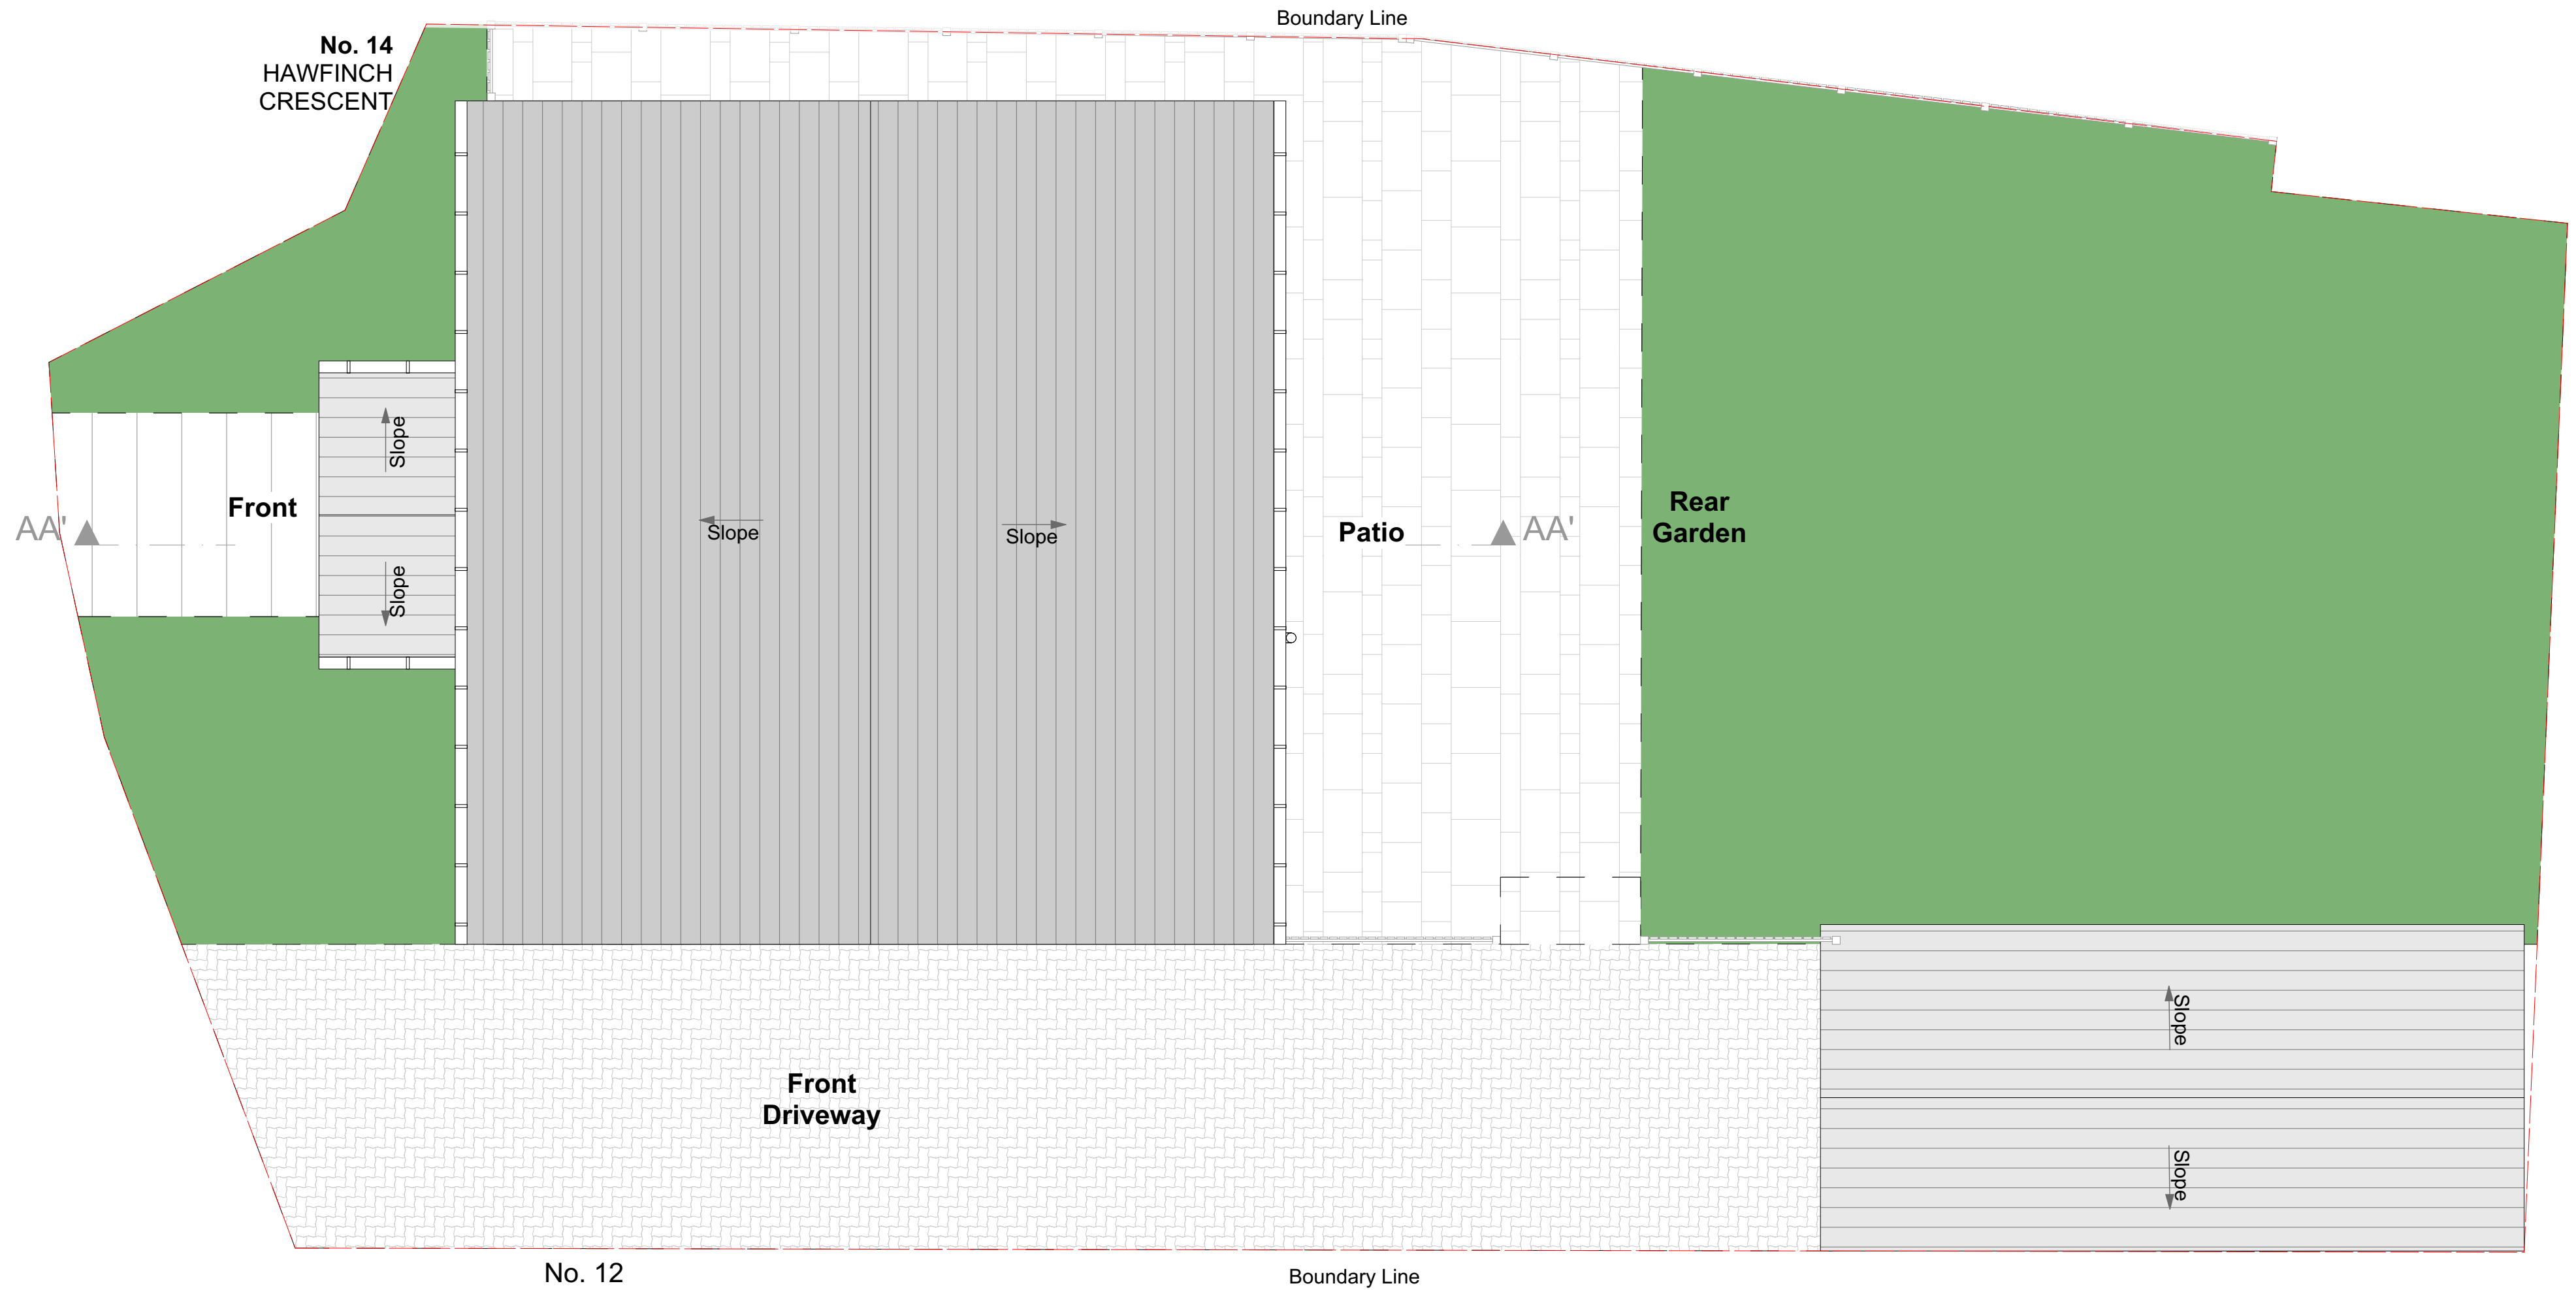 Boundary Line
No. 14
HAWFINCH
CRESCENT
Slope
Front
AA'
Slope
Slope
Slope
Patio
AA'
Rear
Garden
Slope
Front
Driveway
Slope
No. 12
Boundary Line